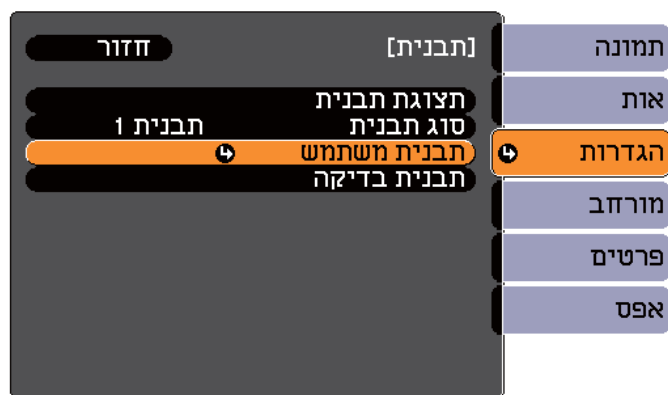 תמונה
אות
הגדרות
מורחב
פרטים
אפס
[תבנית] חזור
תצוגת תבנית
סוג תבנית תבנית 1
תבנית משתמש
תבנית בדיקה